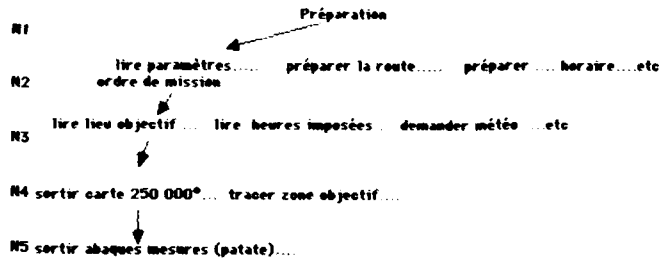 Préparation
N1
lire paramètres..... préparer la route..... préparer .... horaire....etc
N2 ordre de mission
lire lieu objectif ... lire heures imposées . demander météo ...etc
N3
N4 sortir carte 250 000°... tracer zone objectif....
N5 sortir abaques mesures (patate)....